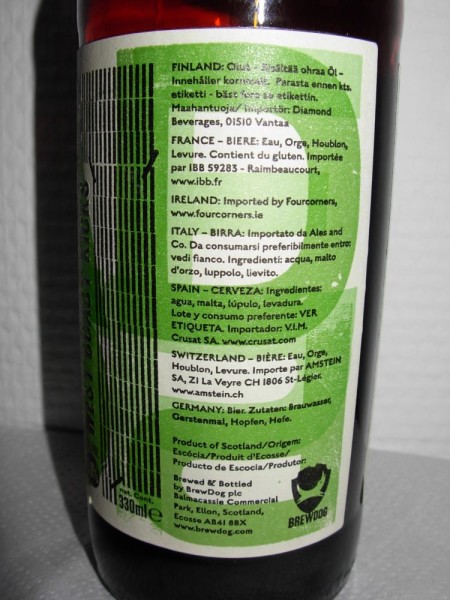 FINLAND: Olut - Sisältää ohraa Öl -
Innehåller kornmalt. Parasta ennen kts.
etiketti - bäst före se etiketten.
Maahantuoja/ Importör: Diamond
Beverages, 01510 Vantaa
FRANCE - BIERE: Eau, Orge, Houblon,
Levure. Contient du gluten. Importée
par IBB 59283 - Raimbeaucourt,
www.ibb.fr
IRELAND: Imported by Fourcorners,
www.fourcorners.ie
ITALY - BIRRA: Importato da Ales and
Co. Da consumarsi preferibilmente entro:
vedi fianco. Ingredienti: acqua, malto
d'orzo, luppolo, lievito.
SPAIN - CERVEZA: Ingredientes:
agua, malta, lúpulo, levadura.
Lote y consumo preferente: VER
ETIQUETA. Importador: V.I.M.
Crusat SA. www.crusat.com
SWITZERLAND - BIÈRE: Eau, Orge,
Houblon, Levure. Importe par AMSTEIN
SA, Z1 La Veyre CH 1806 St-Légier.
www.amstein.ch
GERMANY: Bier. Zutaten: Brauwasser,
Gerstenmal, Hopfen, Hefe.
Product of Scotland/Origem:
Escócia/Produit d'Ecosse/
Producto de Escocia/Produtor:
Brewed & Bottled
by BrewDog plc
Balmacassie Commercial
Park, Ellon, Scotland,
Ecosse AB41 8BX
www.brewdog.com
Cont.
330ml e
BREWDOG